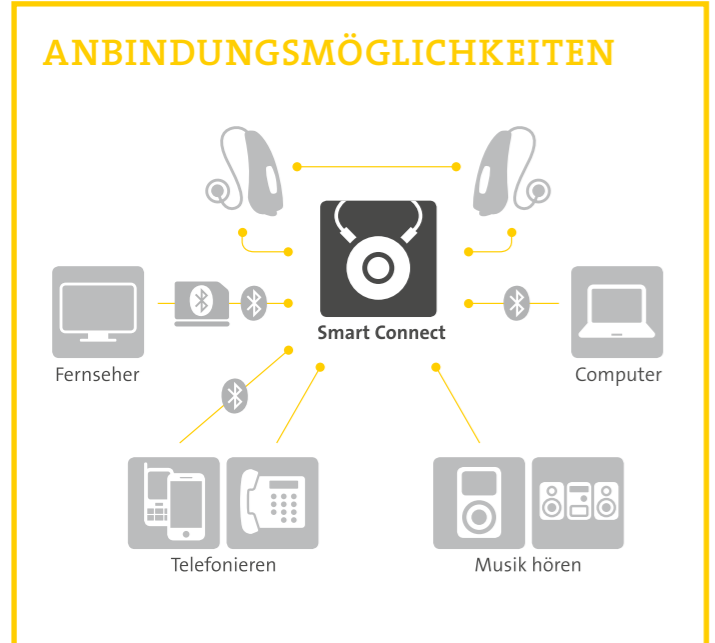 ANBINDUNGSMÖGLICHKEITEN
Smart Connect
Fernseher
Computer
Telefonieren
Musik hören